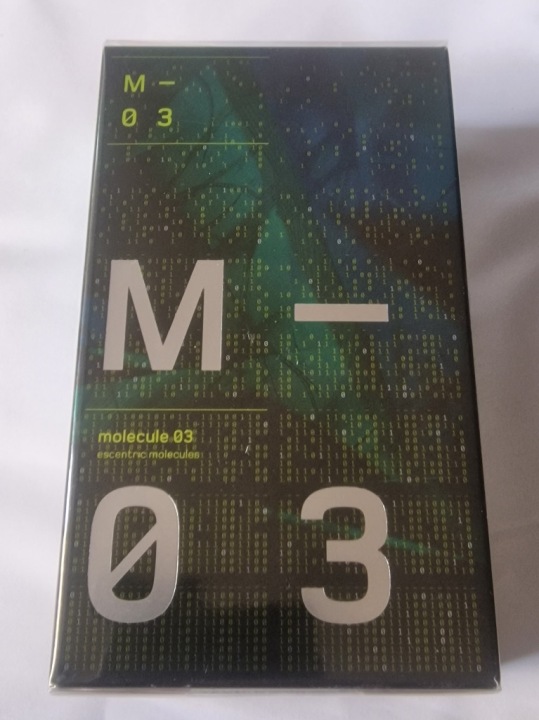 M —
0 3
M —
molecule 03
escentric molecules
0 3